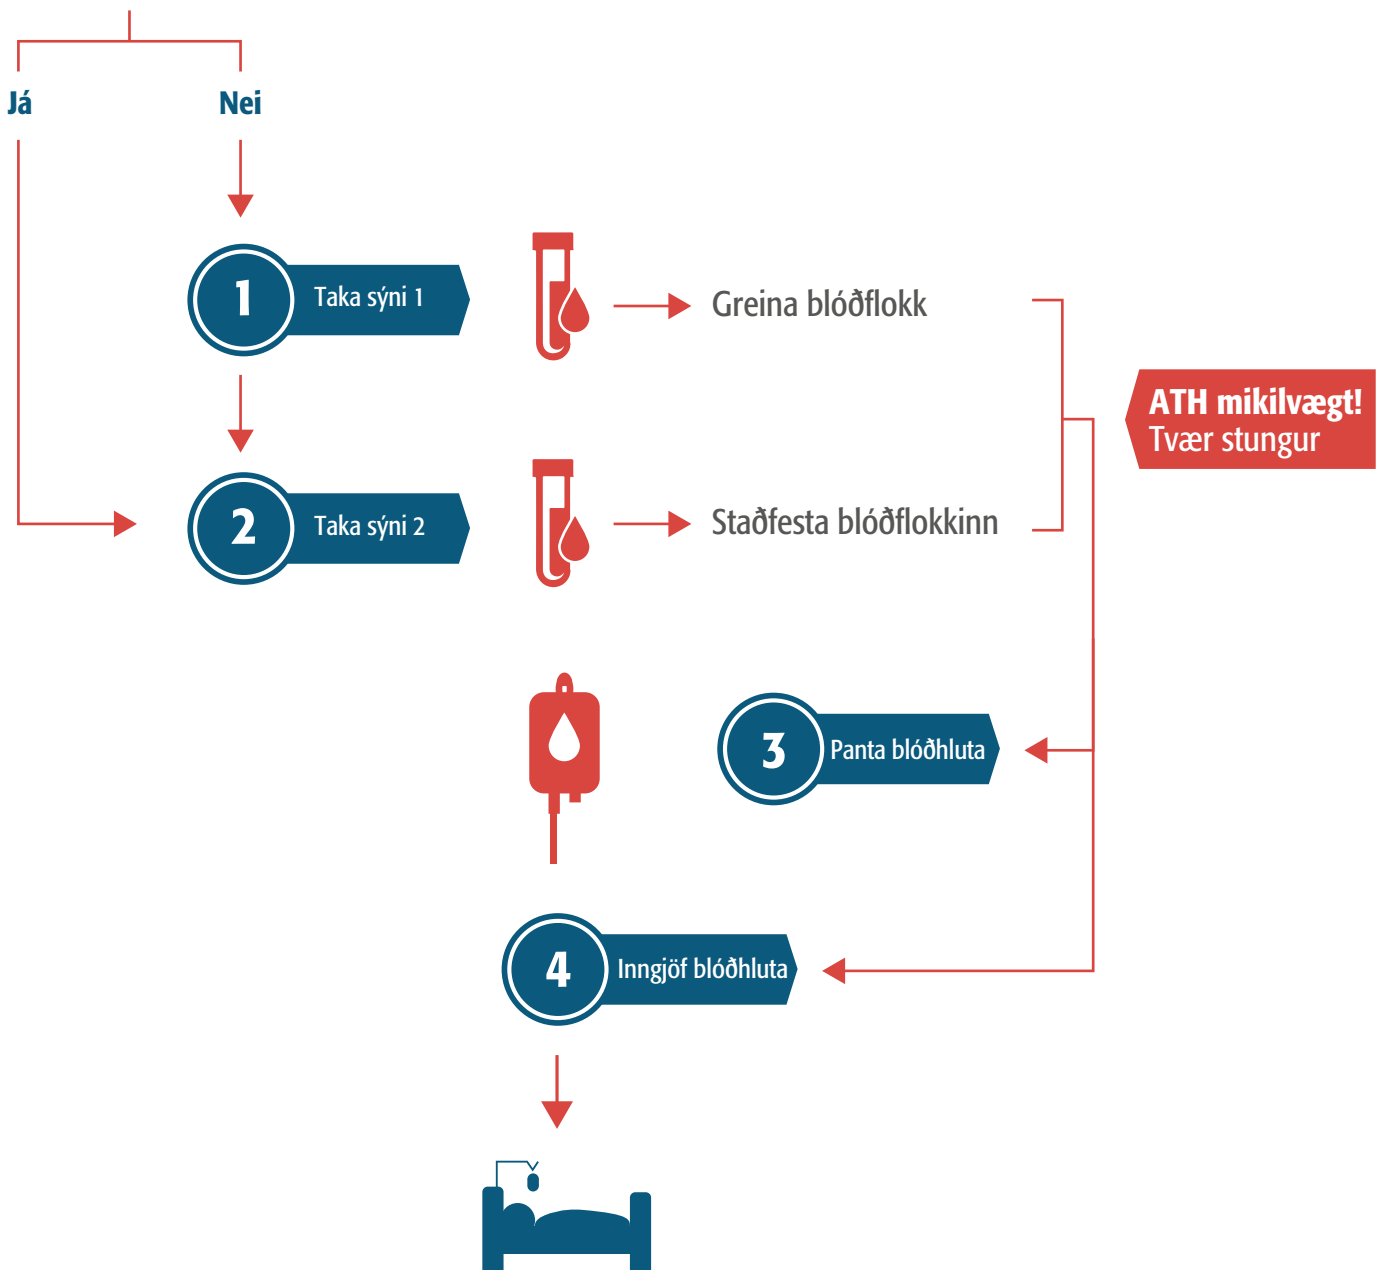 Já
Nei
1
Taka sýni 1
Greina blóðflokk
ATH mikilvægt!
Tvær stungur
2
Taka sýni 2
Staðfesta blóðflokkinn
3
Panta blóðhluta
4
Inngjöf blóðhluta